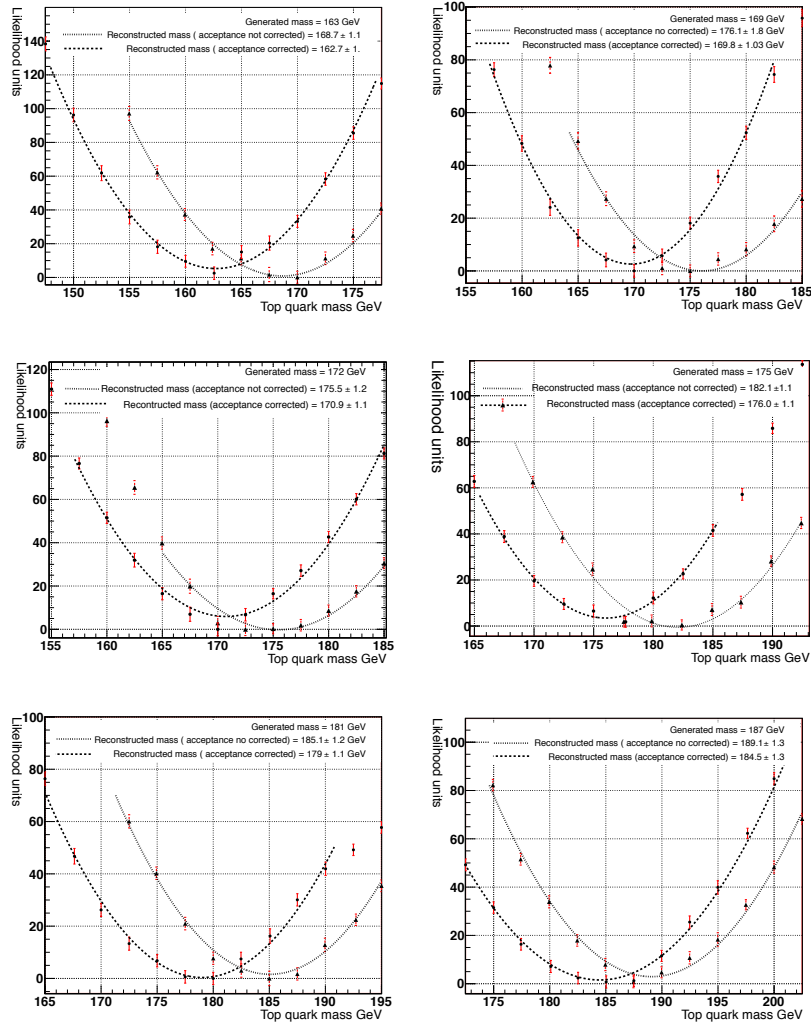 Generated mass = 163 GeV
Reconstructed mass ( acceptance not corrected) = 168.7 ± 1.1
Reconstructed mass ( acceptance corrected) = 162.7 ± 1.
Likelihood units
140
120
100
80
60
40
20
0
150 155 160 165 170 175
Top quark mass GeV
Generated mass = 169 GeV
Reconstructed mass ( acceptance no corrected) = 176.1 ± 1.8 GeV
Reconstructed mass (acceptance corrected) = 169.8 ± 1.03 GeV
Likelihood units
100
80
60
40
20
0
155 160 165 170 175 180 185
Top quark mass GeV
Generated mass = 172 GeV
Reconstructed mass (acceptance not corrected) = 175.5 ± 1.2
Reconstructed mass (acceptance corrected) = 170.9 ± 1.1
Likelihood units
120
100
80
60
40
20
0
155 160 165 170 175 180 185
Top quark mass GeV
Generated mass = 175 GeV
Reconstructed mass (acceptance not corrected) = 182.1 ±1.1
Reconstructed mass (acceptance corrected) = 176.0 ± 1.1
Likelihood units
100
80
60
40
20
0
165 170 175 180 185 190
Top quark mass GeV
Generated mass = 181 GeV
Reconstructed mass ( acceptance no corrected) = 185.1± 1.2 GeV
Reconstructed mass ( acceptance corrected) = 179 ± 1.1 GeV
Likelihood units
100
80
60
40
20
0
165 170 175 180 185 190 195
Top quark mass GeV
Generated mass = 187 GeV
Reconstructed mass ( acceptance no corrected) = 189.1± 1.3
Reconstructed mass ( acceptance corrected) = 184.5 ± 1.3
Likelihood units
100
80
60
40
20
0
175 180 185 190 195 200
Top quark mass GeV